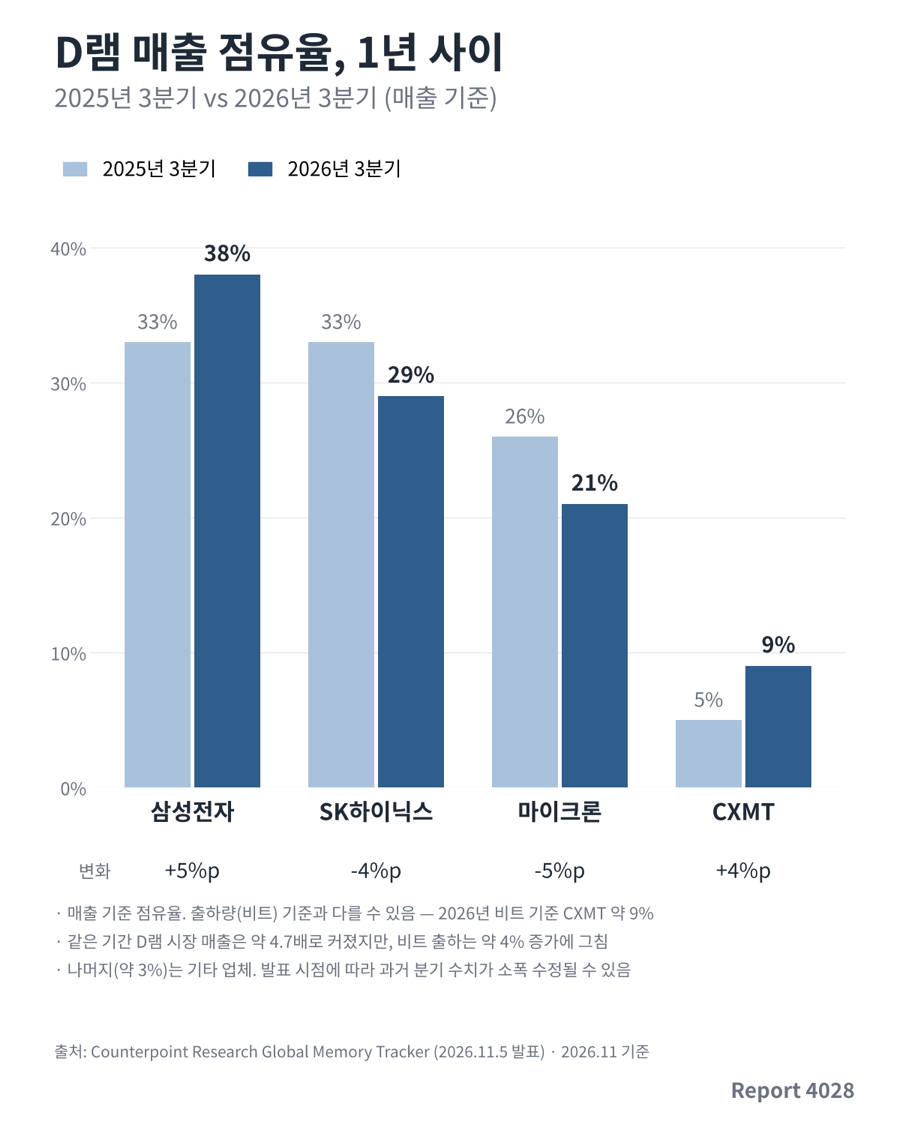 D램 매출 점유율, 1년 사이
2025년 3분기 vs 2026년 3분기 (매출 기준)
2025년 3분기 2026년 3분기
40%
38%
33% 33%
30%
29%
26%
21%
20%
10%
9%
5%
0%
삼성전자 SK하이닉스 마이크론 CXMT
변화 +5%p -4%p -5%p +4%p
· 매출 기준 점유율. 출하량(비트) 기준과 다를 수 있음 — 2026년 비트 기준 CXMT 약 9%
· 같은 기간 D램 시장 매출은 약 4.7배로 커졌지만, 비트 출하는 약 4% 증가에 그침
· 나머지(약 3%)는 기타 업체. 발표 시점에 따라 과거 분기 수치가 소폭 수정될 수 있음
출처: Counterpoint Research Global Memory Tracker (2026.11.5 발표) · 2026.11 기준
Report 4028